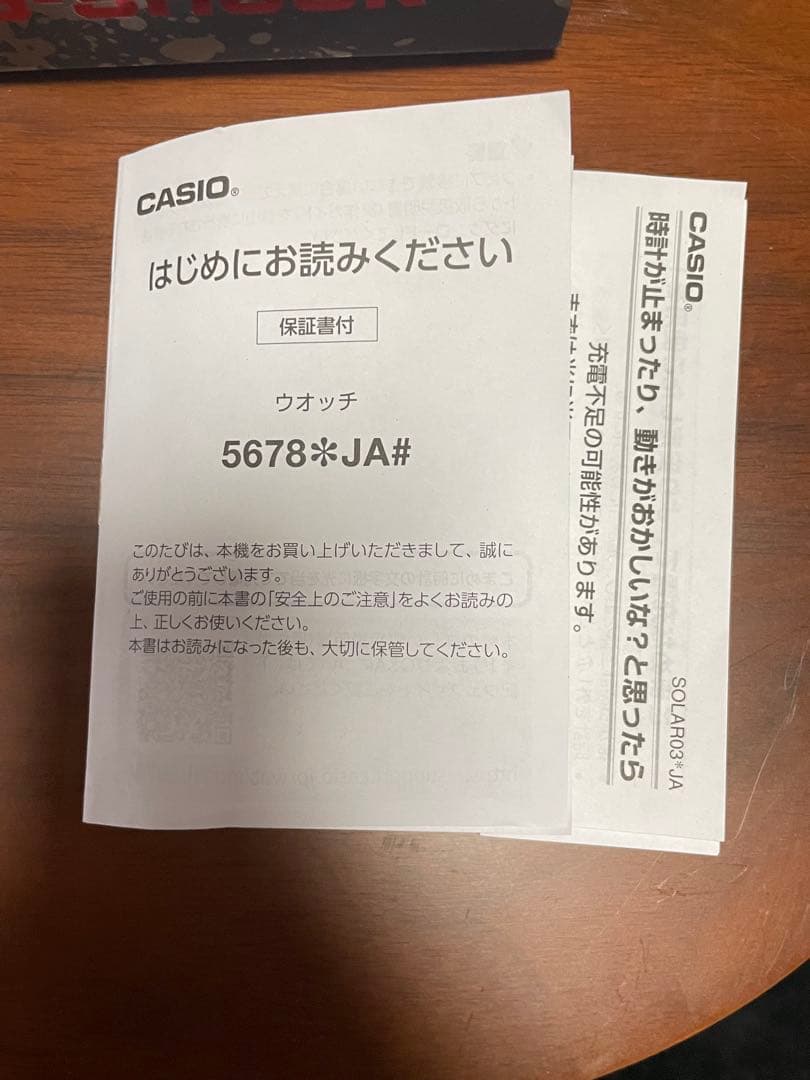 G-SHOCK
CASIO®
はじめにお読みください
保証書付
ウオッチ
5678✻JA#
このたびは、本機をお買い上げいただきまして、誠に
ありがとうございます。
ご使用の前に本書の「安全上のご注意」をよくお読みの
上、正しくお使いください。
本書はお読みになった後も、大切に保管してください。
CASIO®
時計が止まったり、動きがおかしいな？と思ったら
SOLAR03*JA
充電不足の可能性があります。